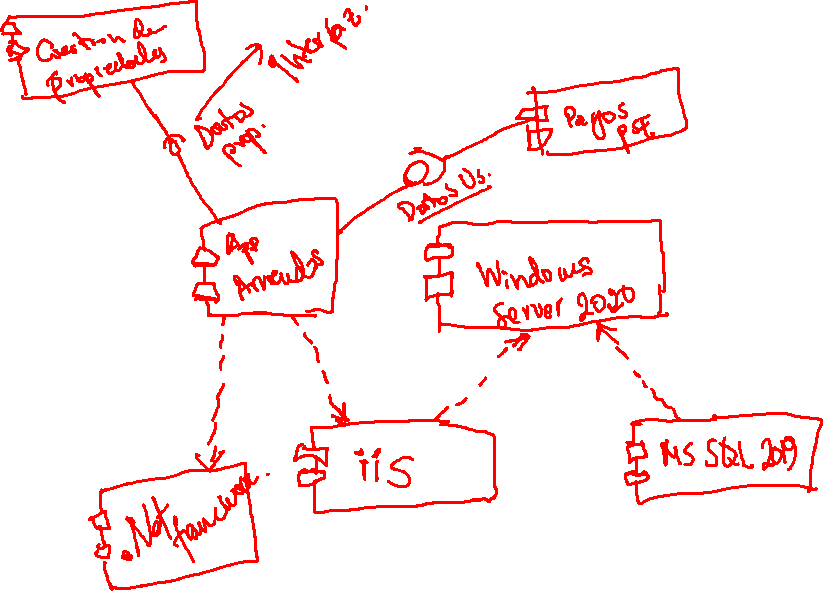 Gestion de
Propiedades
Interfaz.
Datos
prop.
Pagos
PSE.
Datos Us.
App
Arriendos
Windows
Server 2020
iiS
MS SQL 2019
.Net